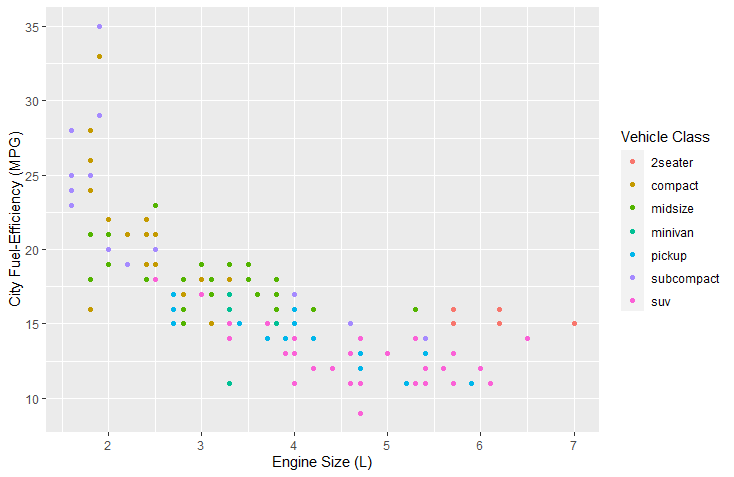 35
30
25
20
15
10
City Fuel-Efficiency (MPG)
2 3 4 5 6 7
Engine Size (L)
Vehicle Class
2seater
compact
midsize
minivan
pickup
subcompact
suv